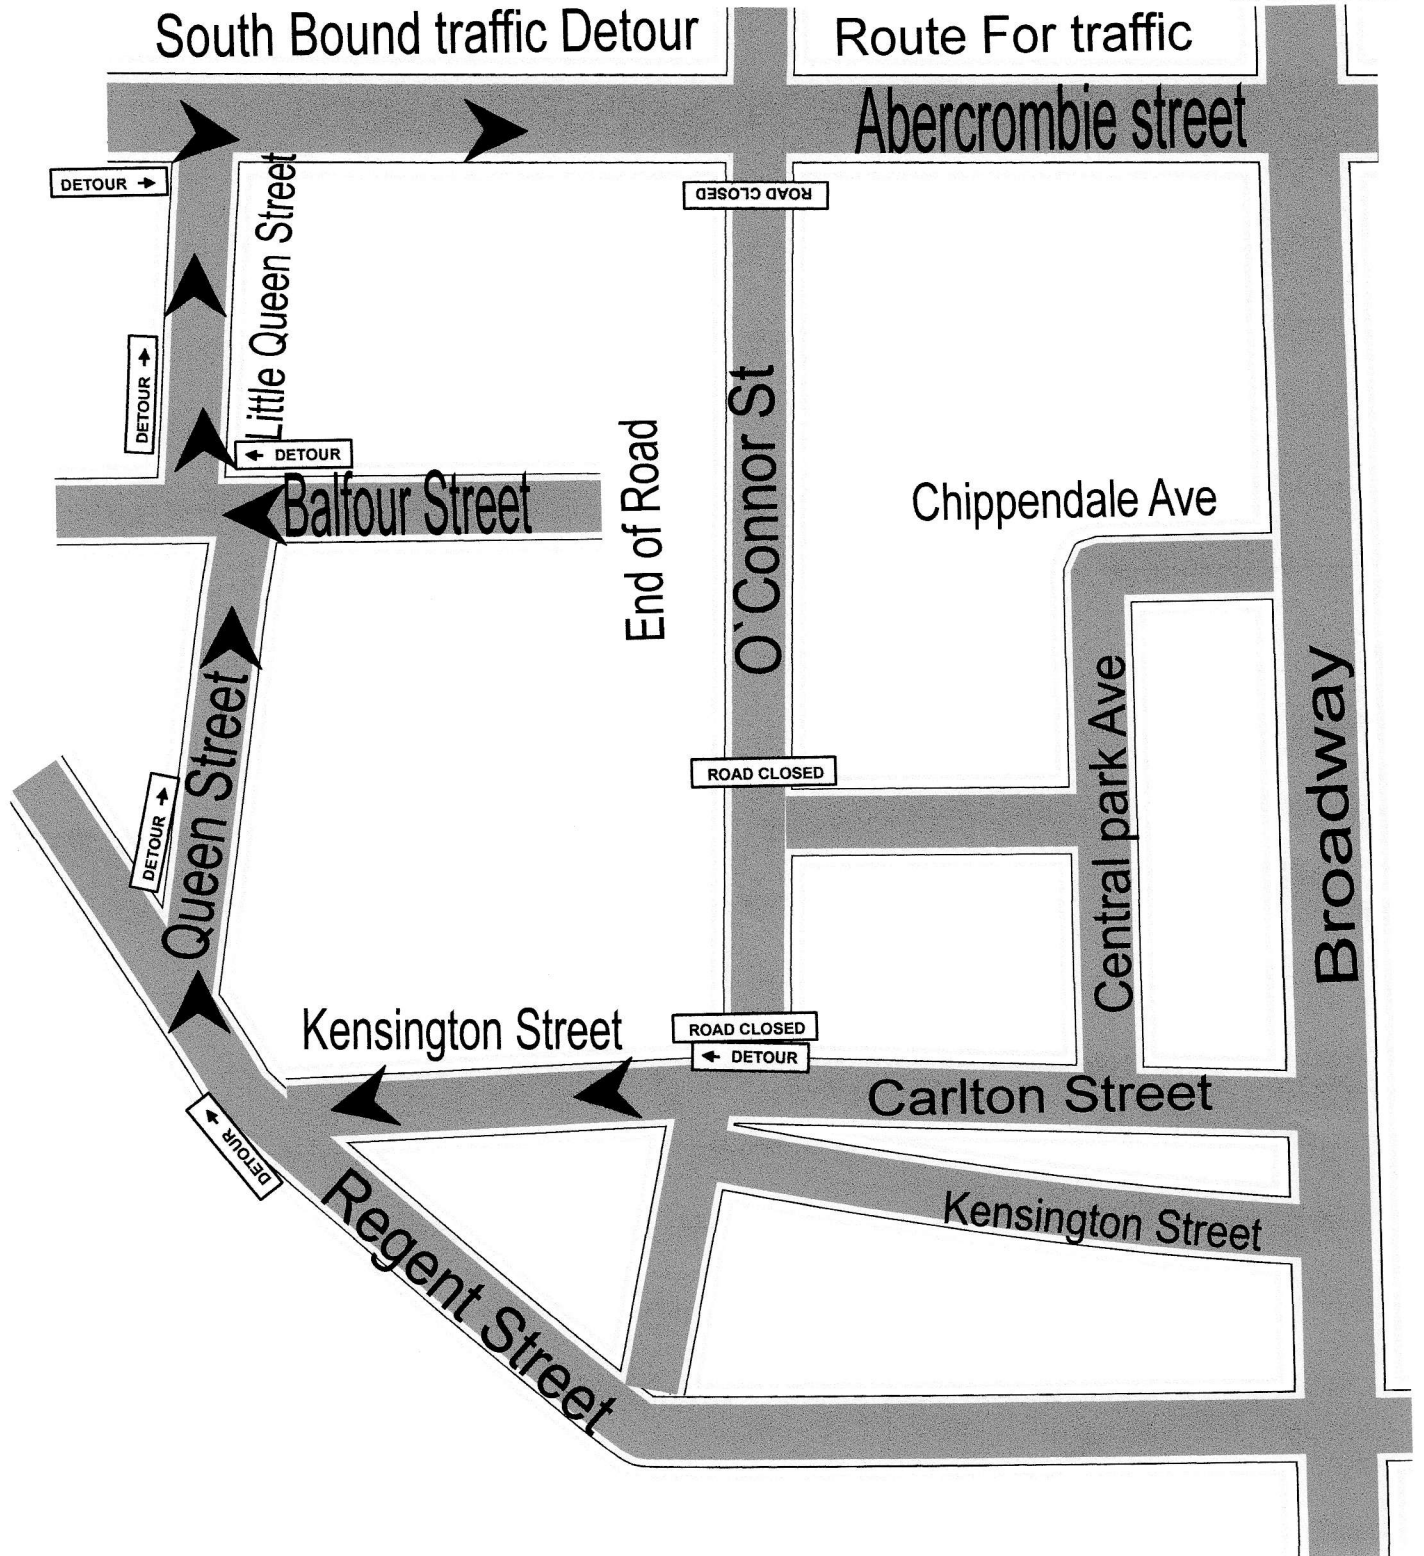 South Bound traffic Detour
Route For traffic
Abercrombie street
DETOUR
ROAD CLOSED
Little Queen Street
DETOUR
DETOUR
Balfour Street
End of Road
O`Connor St
Chippendale Ave
Queen Street
DETOUR
ROAD CLOSED
Central park Ave
Broadway
Kensington Street
ROAD CLOSED
DETOUR
Carlton Street
DETOUR
Regent Street
Kensington Street